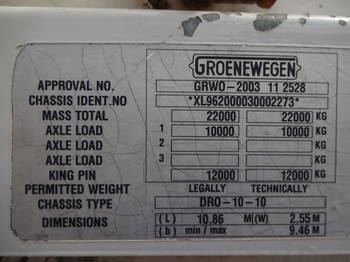 GROENEWEGEN
APPROVAL NO. GRWO-2003 11 2528
CHASSIS IDENT.NO *XL962000030002273*
MASS TOTAL 22000 22000 KG
AXLE LOAD 1 10000 10000 KG
AXLE LOAD 2 KG
AXLE LOAD 3 KG
KING PIN 12000 12000 KG
PERMITTED WEIGHT LEGALLY TECHNICALLY
CHASSIS TYPE DRO-10-10
DIMENSIONS (L) 10,86 M (W) 2,55 M
(b) min / max 9,46 M